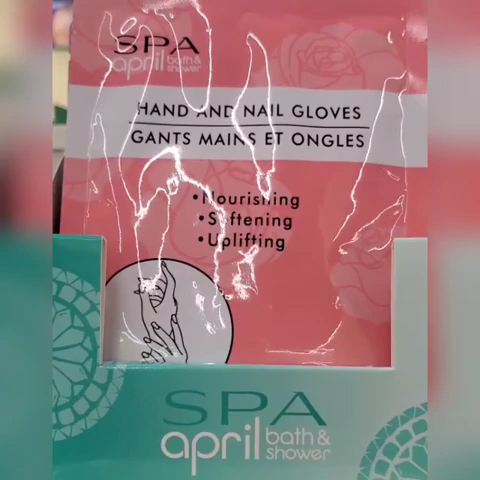 SPA
april bath & shower
HAND AND NAIL GLOVES
GANTS MAINS ET ONGLES
•Nourishing
•Softening
•Uplifting
SPA
april bath & shower